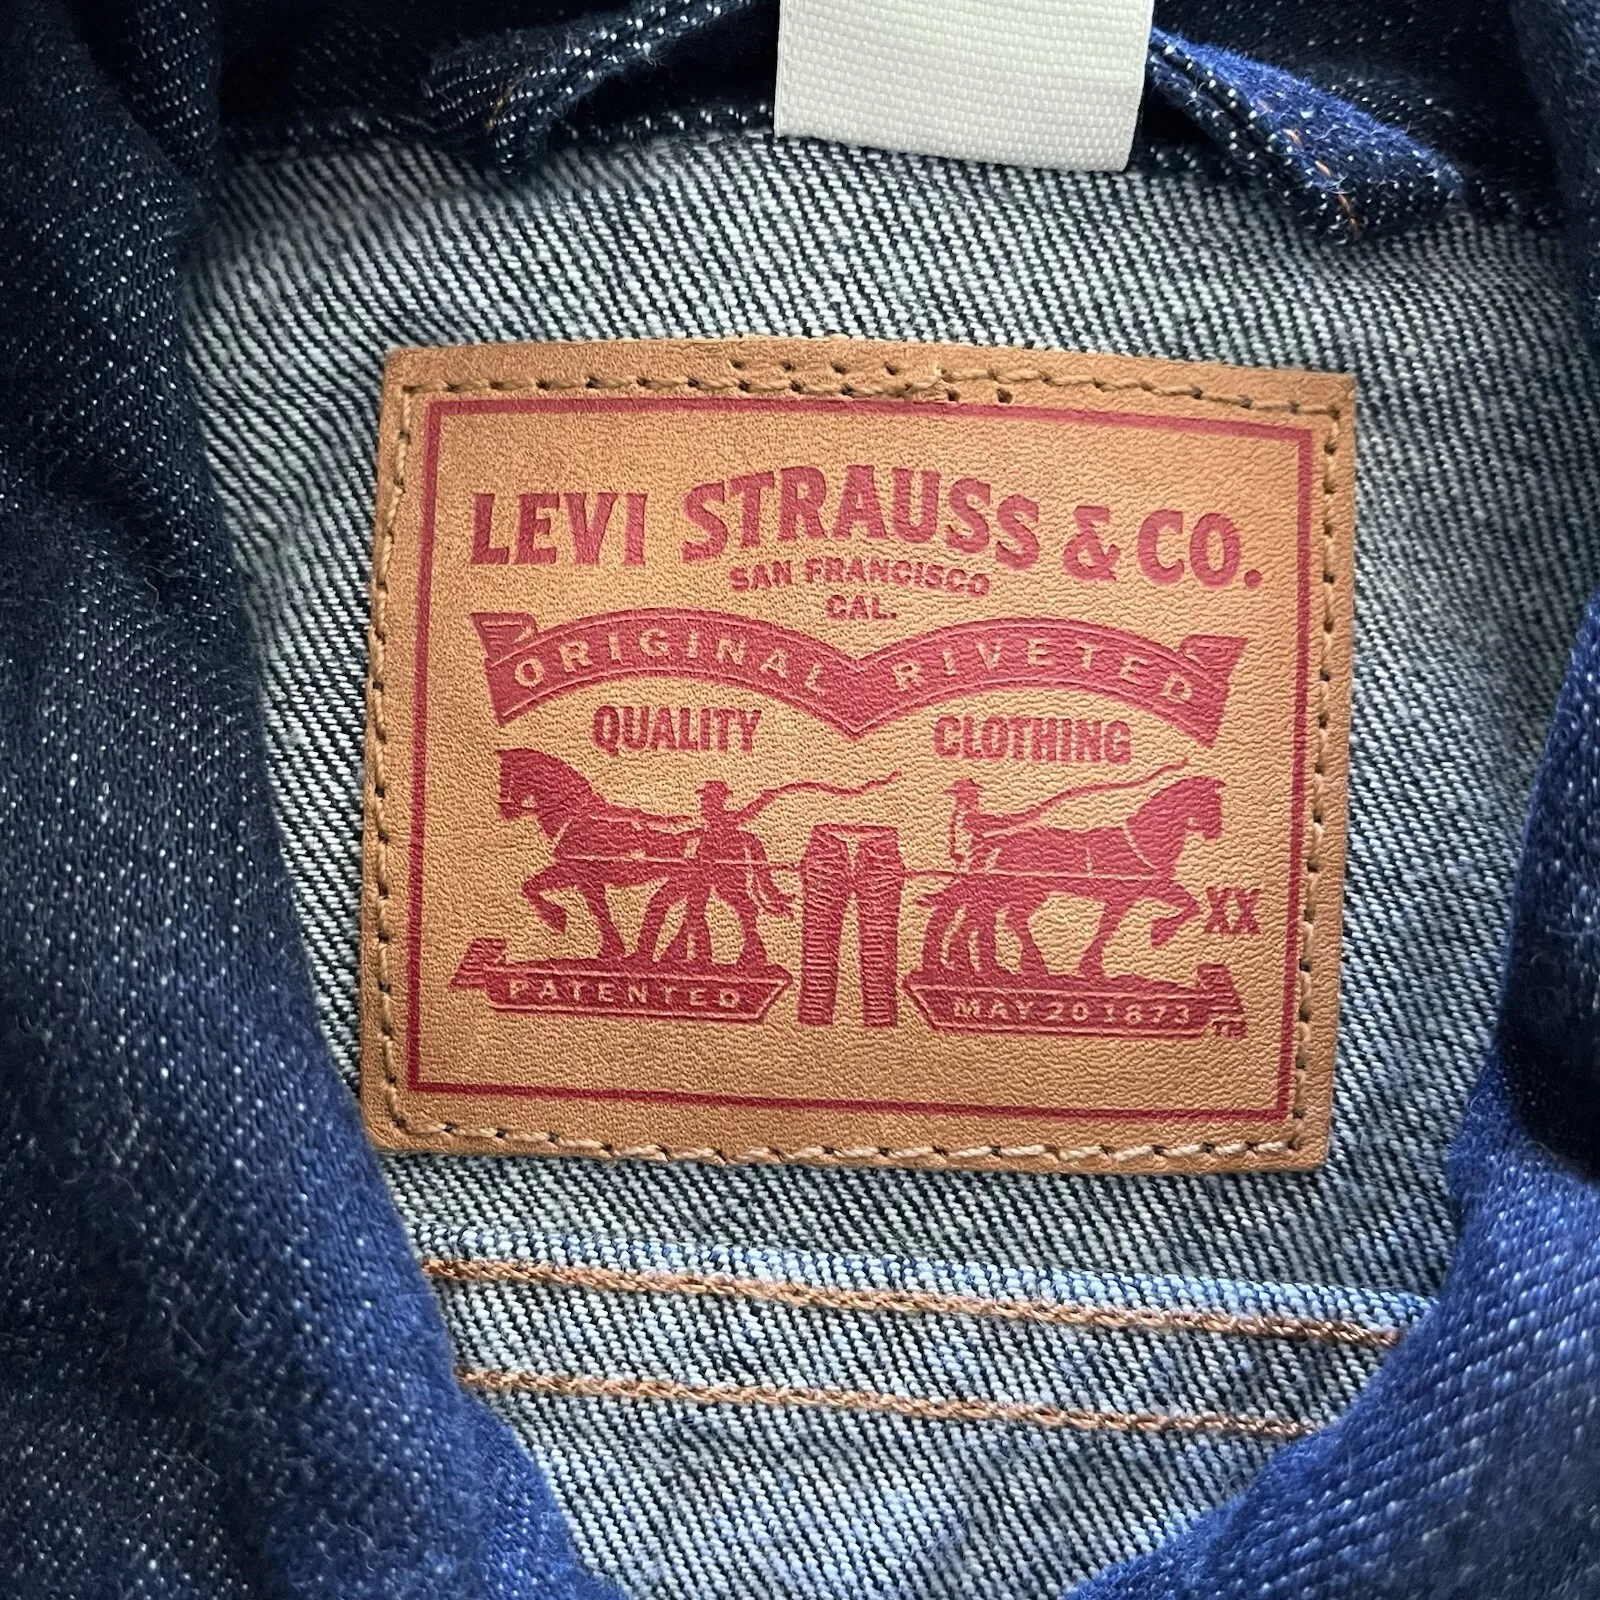 LEVI STRAUSS & CO.
SAN FRANCISCO
CAL.
ORIGINAL RIVETED
QUALITY CLOTHING
XX
PATENTED MAY 20 1873 TM